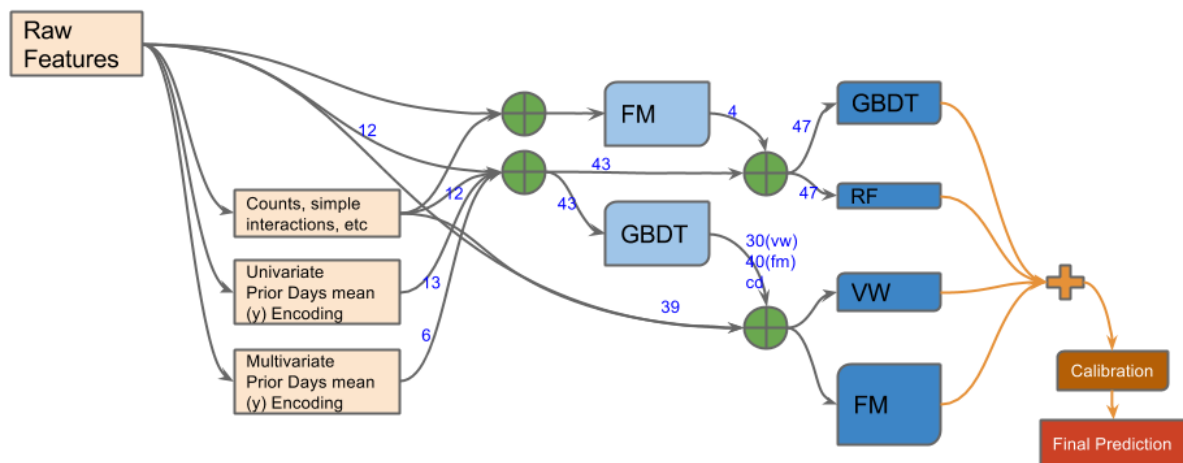 Raw
Features
12
Counts, simple
interactions, etc
12
Univariate
Prior Days mean
(y) Encoding
13
Multivariate
Prior Days mean
(y) Encoding
6
FM
4
43
43
GBDT
30(vw)
40(fm)
cd
39
47
GBDT
47
RF
VW
FM
Calibration
Final Prediction